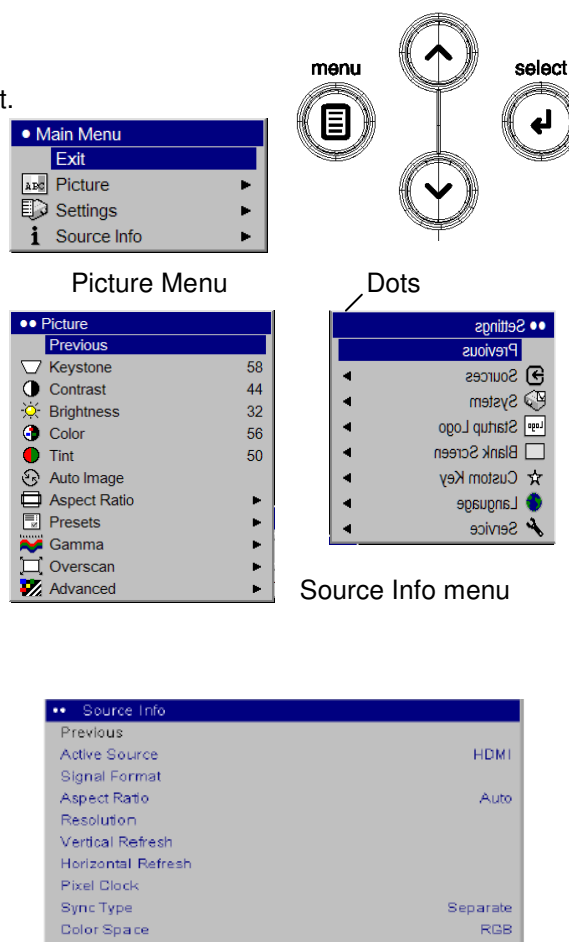 menu
select
t.
• Main Menu
Exit
ABC Picture
Settings
i Source Info
Picture Menu
Dots
•• Picture
Previous
Keystone 58
Contrast 44
Brightness 32
Color 56
Tint 50
Auto Image
Aspect Ratio
Presets
Gamma
Overscan
Advanced
•• Settings
Previous
Sources
System
Logo Startup Logo
Blank Screen
Custom Key
Language
Service
Source Info menu
•• Source Info
Previous
Active Source HDMI
Signal Format
Aspect Ratio Auto
Resolution
Vertical Refresh
Horizontal Refresh
Pixel Clock
Sync Type Separate
Color Space RGB